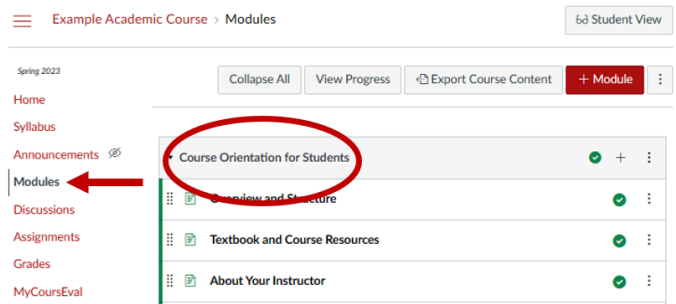 Example Academic Course > Modules
Student View
Spring 2023
Collapse All
View Progress
Export Course Content
+ Module
Home
Syllabus
Announcements
Modules
Discussions
Assignments
Grades
MyCoursEval
Course Orientation for Students
Overview and Structure
Textbook and Course Resources
About Your Instructor